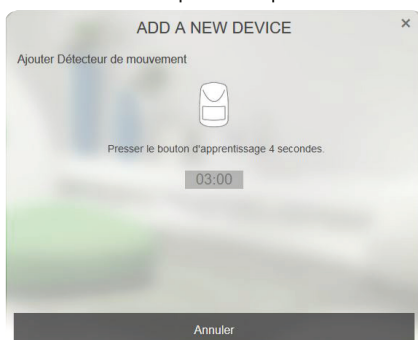 ADD A NEW DEVICE
×
Ajouter Détecteur de mouvement
Presser le bouton d'apprentissage 4 secondes.
03:00
Annuler